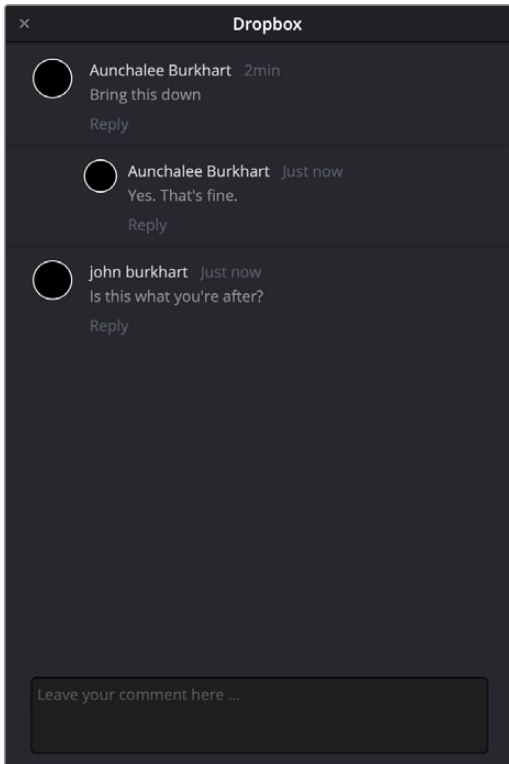 × Dropbox
Aunchalee Burkhart 2min
Bring this down
Reply
Aunchalee Burkhart Just now
Yes. That's fine.
Reply
john burkhart Just now
Is this what you're after?
Reply
Leave your comment here ...